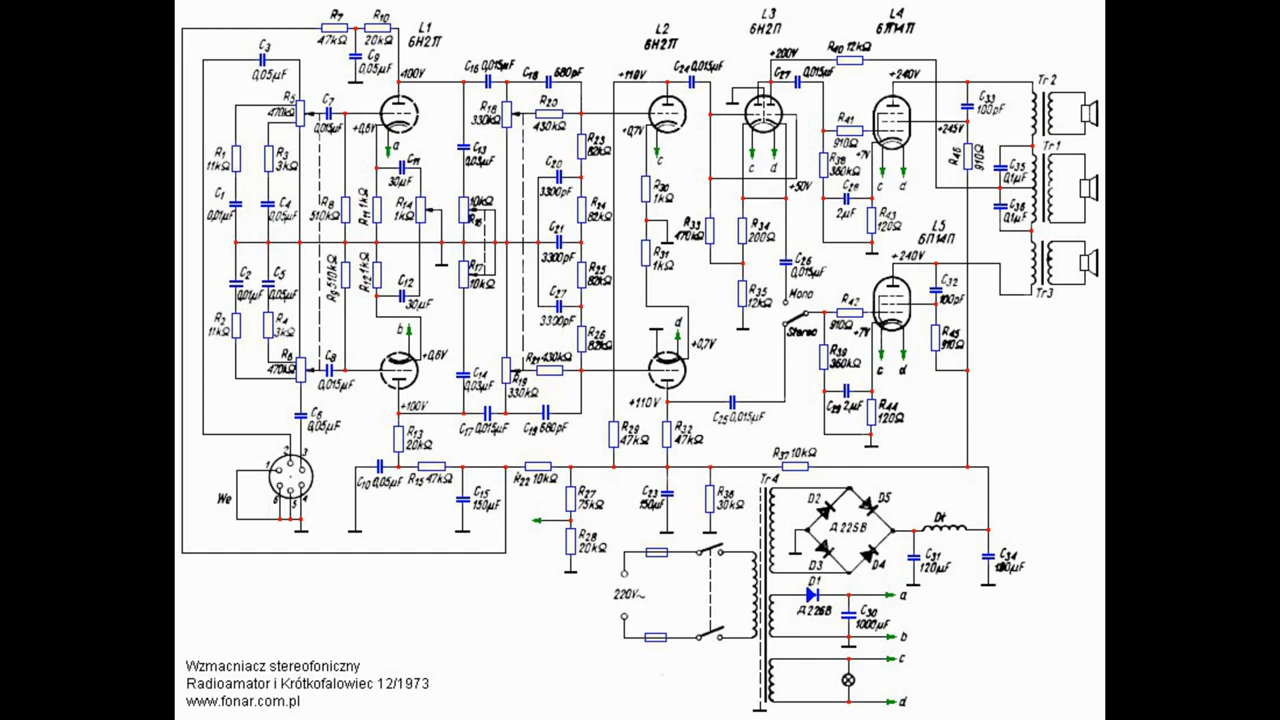 R7
47kΩ
R10
20kΩ
L1
6Н2П
L2
6Н2П
L3
6Н2П
L4
6П14П
C3
0,05µF
C9
0,05µF
+100V
C16 0,015µF
C18 680pF
+110V
C24 0,015µF
+200V
R40 12kΩ
C27 0,015µF
+240V
Tr2
C33
100pF
+245V
R5
470kΩ
C7
0,015µF
+0,6V
a
R18
330kΩ
R20
430kΩ
+0,7V
c
R23
82kΩ
c
d
R41
910Ω
+7V
R46
910Ω
Tr1
R1
11kΩ
R3
3kΩ
C11
30µF
C13
0,03µF
C20
3300pF
R30
1kΩ
+50V
R38
360kΩ
c
d
C35
0,1µF
C1
0,01µF
C4
0,05µF
R8
510kΩ
R11 1kΩ
R14
1kΩ
10kΩ
R16
R24
82kΩ
R33
470kΩ
R34
200Ω
C28
2µF
R43
120Ω
C36
0,1µF
C21
3300pF
R31
1kΩ
L5
6П14П
+240V
C2
0,01µF
C5
0,05µF
R9 510kΩ
R12 1kΩ
C12
30µF
R17
10kΩ
R25
82kΩ
C26
0,015µF
Tr3
C32
100pF
R2
11kΩ
R4
3kΩ
C27
3300pF
R35
12kΩ
Mono
Stereo
R42
910Ω
+7V
b
R26
82kΩ
d
+0,7V
R45
910Ω
R6
470kΩ
C8
0,015µF
+0,6V
C14
0,03µF
R21 430kΩ
R19
330kΩ
R39
360kΩ
c
d
+100V
+110V
C25 0,015µF
C29 2µF
R44
120Ω
C6
0,05µF
C17 0,015µF
C19 680pF
R13
20kΩ
R29
47kΩ
R32
47kΩ
1
2
3
4
5
6
We
C10 0,05µF
R15 47kΩ
R22 10kΩ
R37 10kΩ
C15
150µF
R27
75kΩ
C23
150µF
R36
30kΩ
Tr4
D2
D5
Д226В
D3
D4
Dł
R28
20kΩ
C31
120µF
C34
220V~
D1
Д226В
a
C30
1000µF
b
c
d
Wzmacniacz stereofoniczny
Radioamator i Krótkofalowiec 12/1973
www.fonar.com.pl